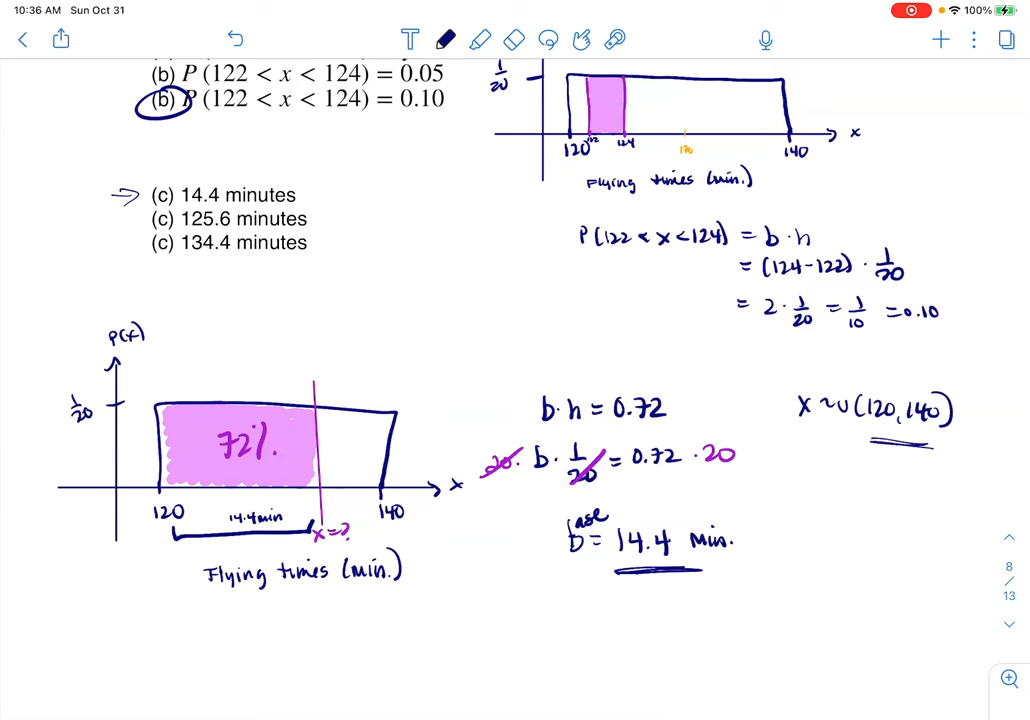 10:36 AM Sun Oct 31
100%
(b) P (122 < x < 124) = 0.05
(b) P (122 < x < 124) = 0.10
(c) 14.4 minutes
(c) 125.6 minutes
(c) 134.4 minutes
1/20
120 122 124 130 140 x
Flying times (min.)
P(122 < x < 124) = b · h
= (124-122) · 1/20
= 2 · 1/20 = 1/10 = 0.10
P(x)
1/20
72%.
120 14.4 min x=? 140 x
Flying times (min.)
b · h = 0.72
20. b · 1/20 = 0.72 · 20
base = 14.4 min.
X ~ U(120, 140)
8
/
13